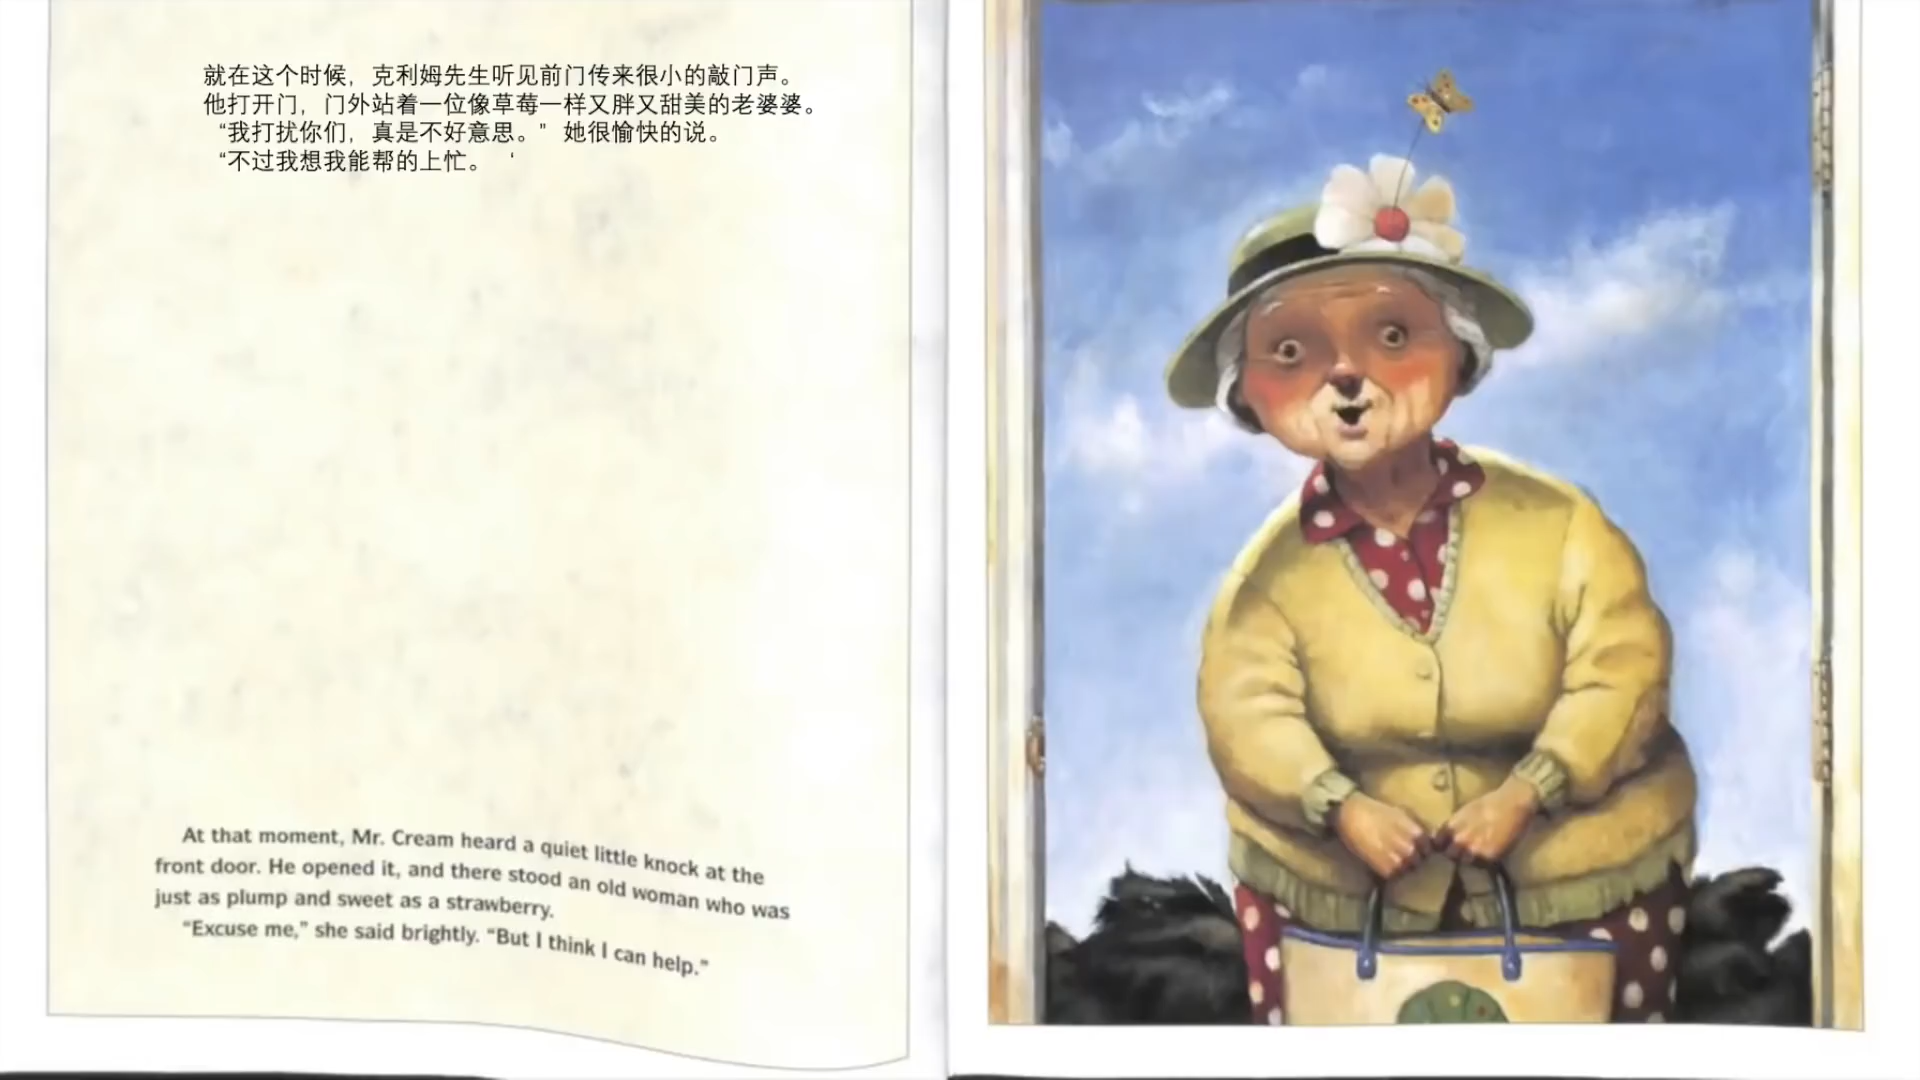 就在这个时候，克利姆先生听见前门传来很小的敲门声。
他打开门，门外站着一位像草莓一样又胖又甜美的老婆婆。
“我打扰你们，真是不好意思。” 她很愉快的说。
“不过我想我能帮的上忙。 ‘
At that moment, Mr. Cream heard a quiet little knock at the
front door. He opened it, and there stood an old woman who was
just as plump and sweet as a strawberry.
“Excuse me,” she said brightly. “But I think I can help.”